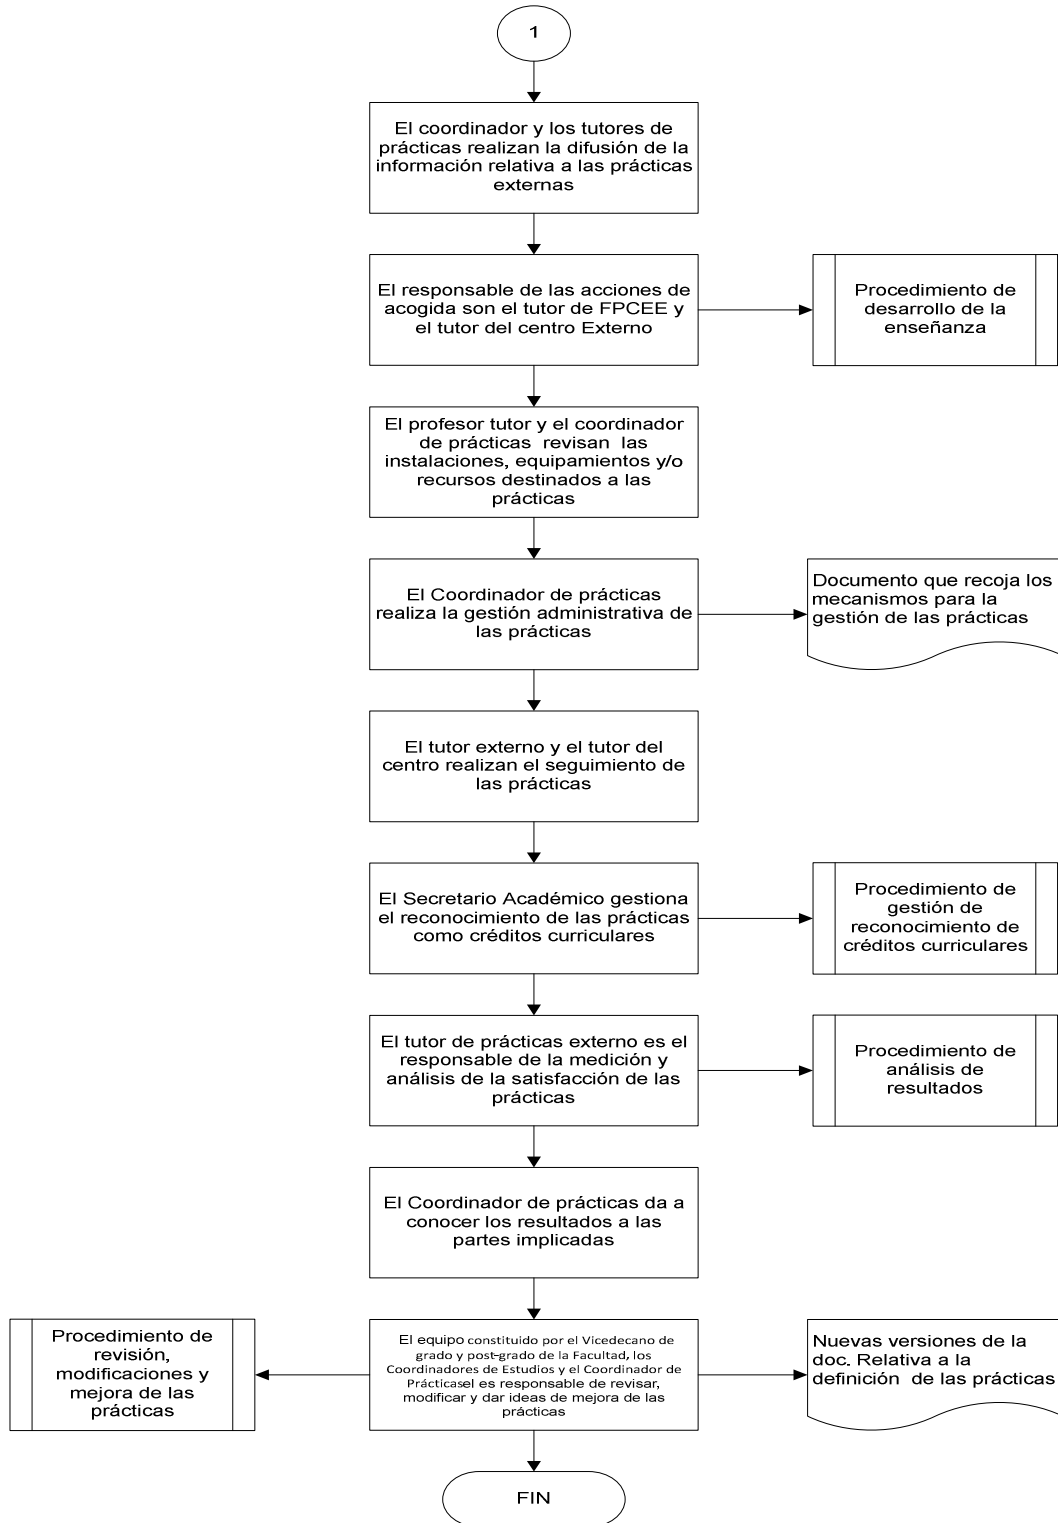 1
El coordinador y los tutores de
prácticas realizan la difusión de la
información relativa a las prácticas
externas
El responsable de las acciones de
acogida son el tutor de FPCEE y
el tutor del centro Externo
Procedimiento de
desarrollo de la
enseñanza
El profesor tutor y el coordinador
de prácticas revisan las
instalaciones, equipamientos y/o
recursos destinados a las
prácticas
El Coordinador de prácticas
realiza la gestión administrativa de
las prácticas
Documento que recoja los
mecanismos para la
gestión de las prácticas
El tutor externo y el tutor del
centro realizan el seguimiento de
las prácticas
El Secretario Académico gestiona
el reconocimiento de las prácticas
como créditos curriculares
Procedimiento de
gestión de
reconocimiento de
créditos curriculares
El tutor de prácticas externo es el
responsable de la medición y
análisis de la satisfacción de las
prácticas
Procedimiento de
análisis de
resultados
El Coordinador de prácticas da a
conocer los resultados a las
partes implicadas
Procedimiento de
revisión,
modificaciones y
mejora de las
prácticas
El equipo constituido por el Vicedecano de
grado y post-grado de la Facultad, los
Coordinadores de Estudios y el Coordinador de
Prácticasel es responsable de revisar,
modificar y dar ideas de mejora de las
prácticas
Nuevas versiones de la
doc. Relativa a la
definición de las prácticas
FIN